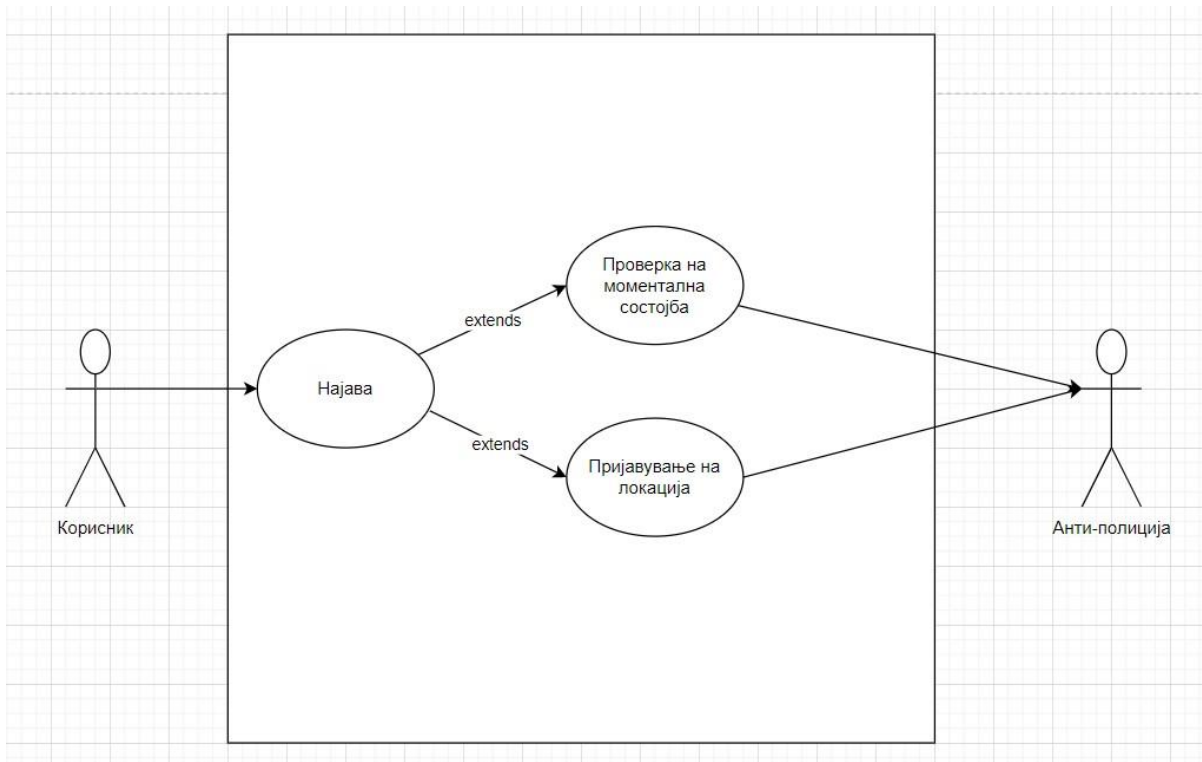 Проверка на
моментална
состојба
extends
Најава
extends
Пријавување на
локација
Корисник
Анти-полиција